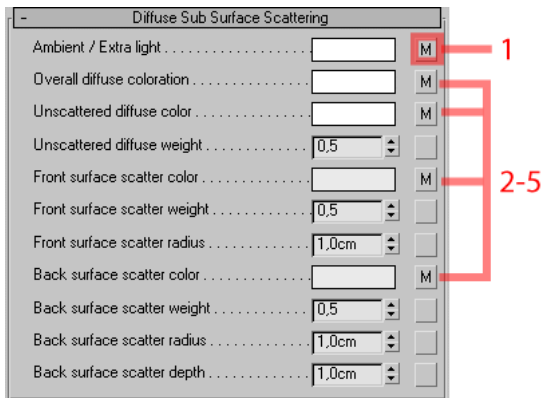 - Diffuse Sub Surface Scattering
Ambient / Extra light . . . . . . . . . . . . . . . . . . . . . M 1
Overall diffuse coloration . . . . . . . . . . . . . . . . M
Unscattered diffuse color . . . . . . . . . . . . . . . . M
Unscattered diffuse weight . . . . . . . . . . . . . . 0,5
Front surface scatter color . . . . . . . . . . . . . . . M 2-5
Front surface scatter weight . . . . . . . . . . . . . 0,5
Front surface scatter radius . . . . . . . . . . . . . . 1,0cm
Back surface scatter color . . . . . . . . . . . . . . . M
Back surface scatter weight . . . . . . . . . . . . . 0,5
Back surface scatter radius . . . . . . . . . . . . . 1,0cm
Back surface scatter depth . . . . . . . . . . . . . 1,0cm